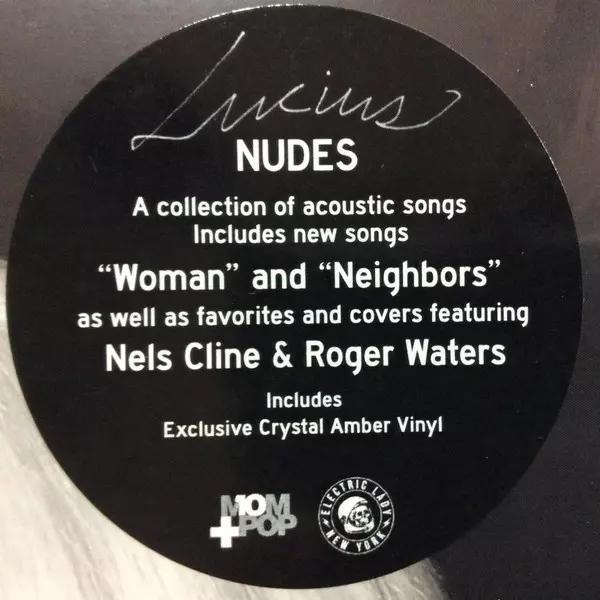 Lucius
NUDES
A collection of acoustic songs
Includes new songs
“Woman” and “Neighbors”
as well as favorites and covers featuring
Nels Cline & Roger Waters
Includes
Exclusive Crystal Amber Vinyl
MOM
+POP
ELECTRIC LADY
NEW YORK